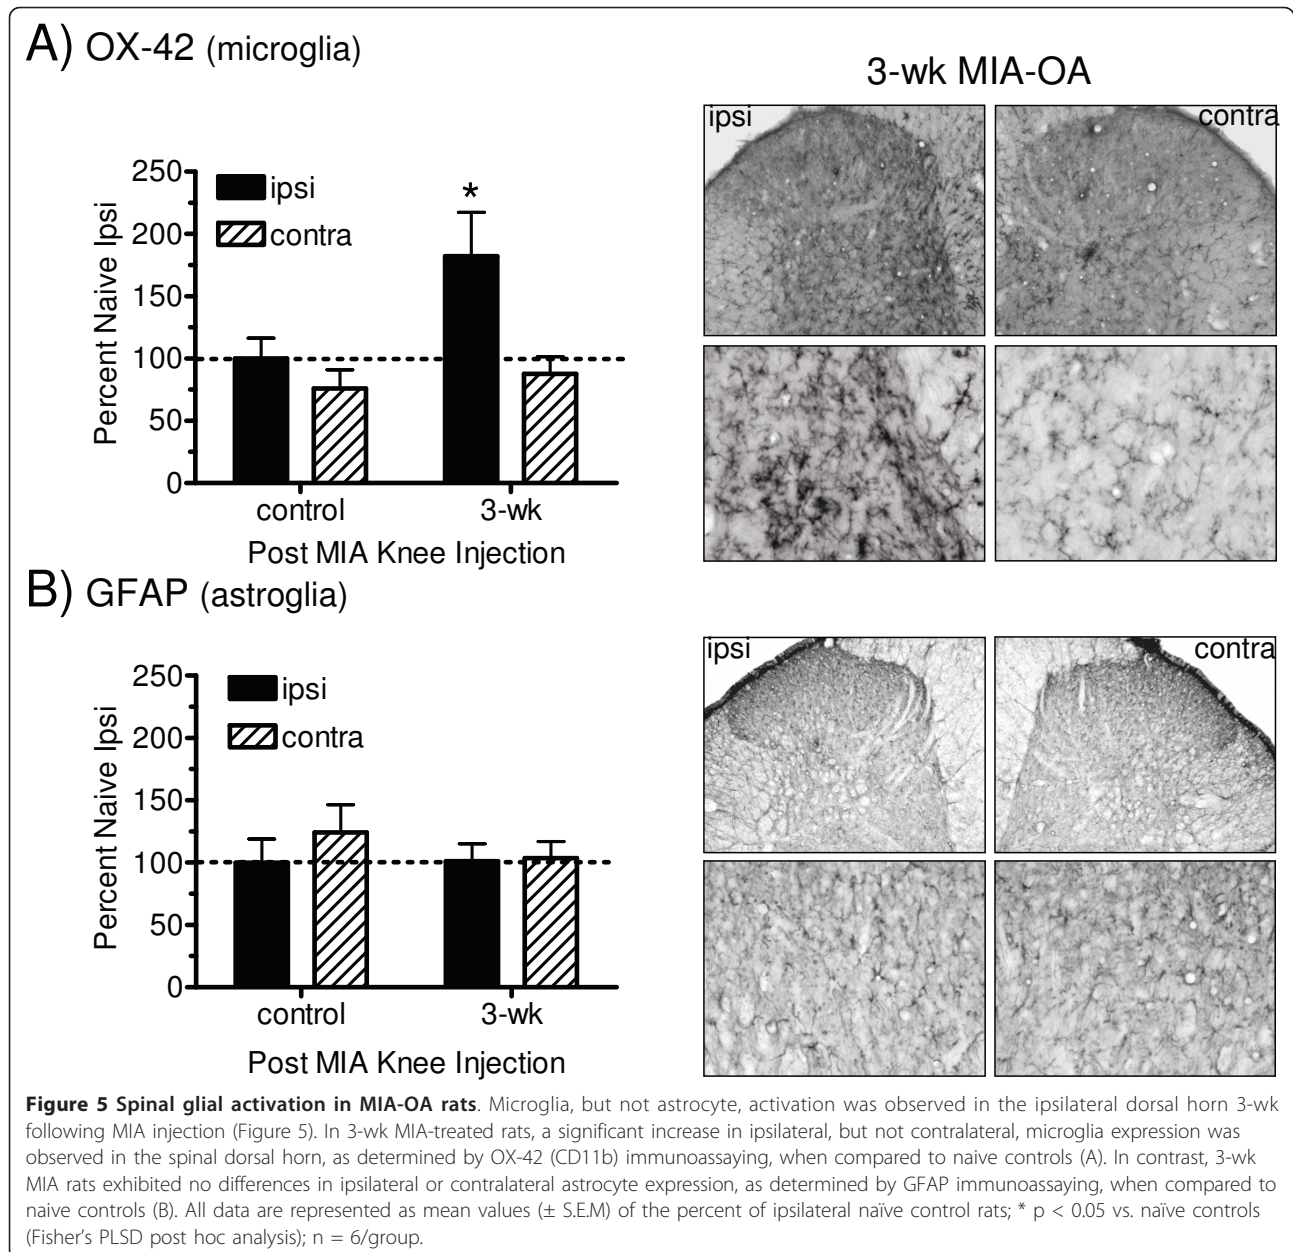 A) OX-42 (microglia)
3-wk MIA-OA
ipsi
contra
250
200
150
100
50
0
Percent Naive Ipsi
ipsi
contra
*
control
3-wk
Post MIA Knee Injection
B) GFAP (astroglia)
ipsi
contra
250
200
150
100
50
0
Percent Naive Ipsi
ipsi
contra
control
3-wk
Post MIA Knee Injection
Figure 5 Spinal glial activation in MIA-OA rats. Microglia, but not astrocyte, activation was observed in the ipsilateral dorsal horn 3-wk
following MIA injection (Figure 5). In 3-wk MIA-treated rats, a significant increase in ipsilateral, but not contralateral, microglia expression was
observed in the spinal dorsal horn, as determined by OX-42 (CD11b) immunoassaying, when compared to naive controls (A). In contrast, 3-wk
MIA rats exhibited no differences in ipsilateral or contralateral astrocyte expression, as determined by GFAP immunoassaying, when compared to
naive controls (B). All data are represented as mean values (± S.E.M) of the percent of ipsilateral naïve control rats; * p < 0.05 vs. naïve controls
(Fisher's PLSD post hoc analysis); n = 6/group.